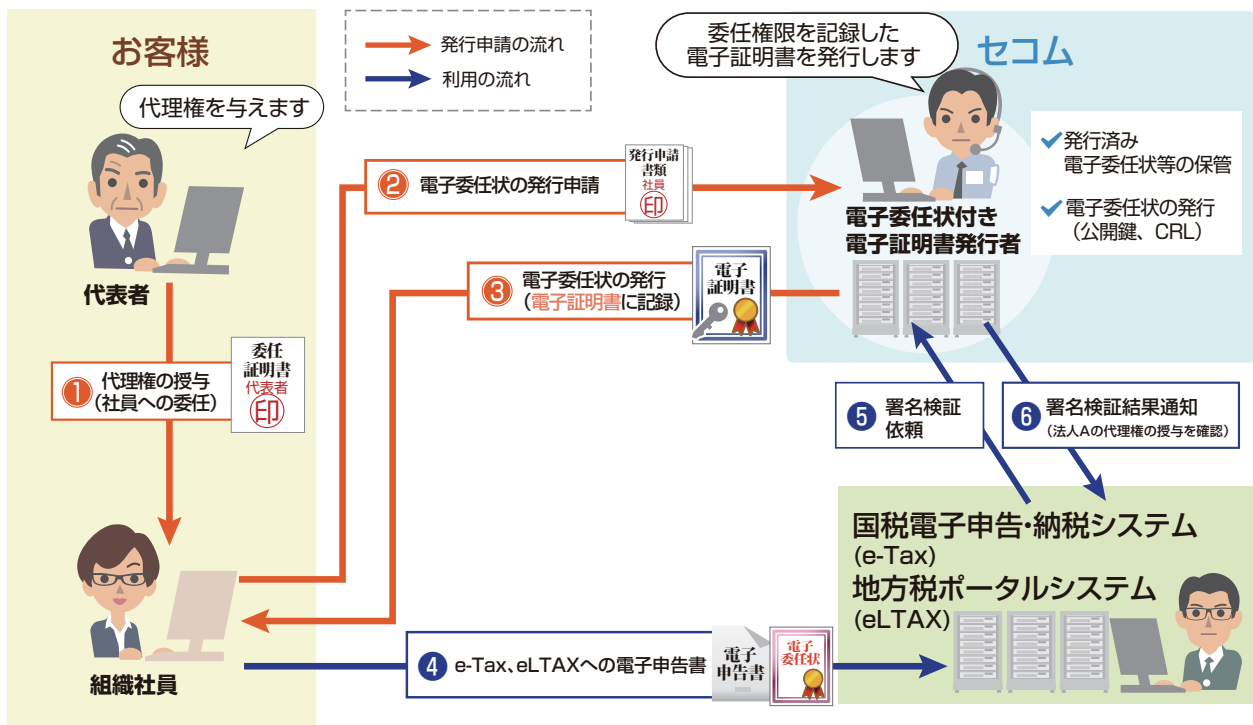 お客様
発行申請の流れ
利用の流れ
委任権限を記録した
電子証明書を発行します
セコム
代理権を与えます
代表者
発行済み
電子委任状等の保管
電子委任状の発行
(公開鍵、CRL)
② 電子委任状の発行申請
発行申請
書類
社員
印
電子委任状付き
電子証明書発行者
③ 電子委任状の発行
(電子証明書に記録)
電子
証明書
① 代理権の授与
(社員への委任)
委任
証明書
代表者
印
⑤ 署名検証
依頼
⑥ 署名検証結果通知
(法人Aの代理権の授与を確認)
国税電子申告・納税システム
(e-Tax)
地方税ポータルシステム
(eLTAX)
組織社員
④ e-Tax、eLTAXへの電子申告書
電子
申告書
電子
委任状